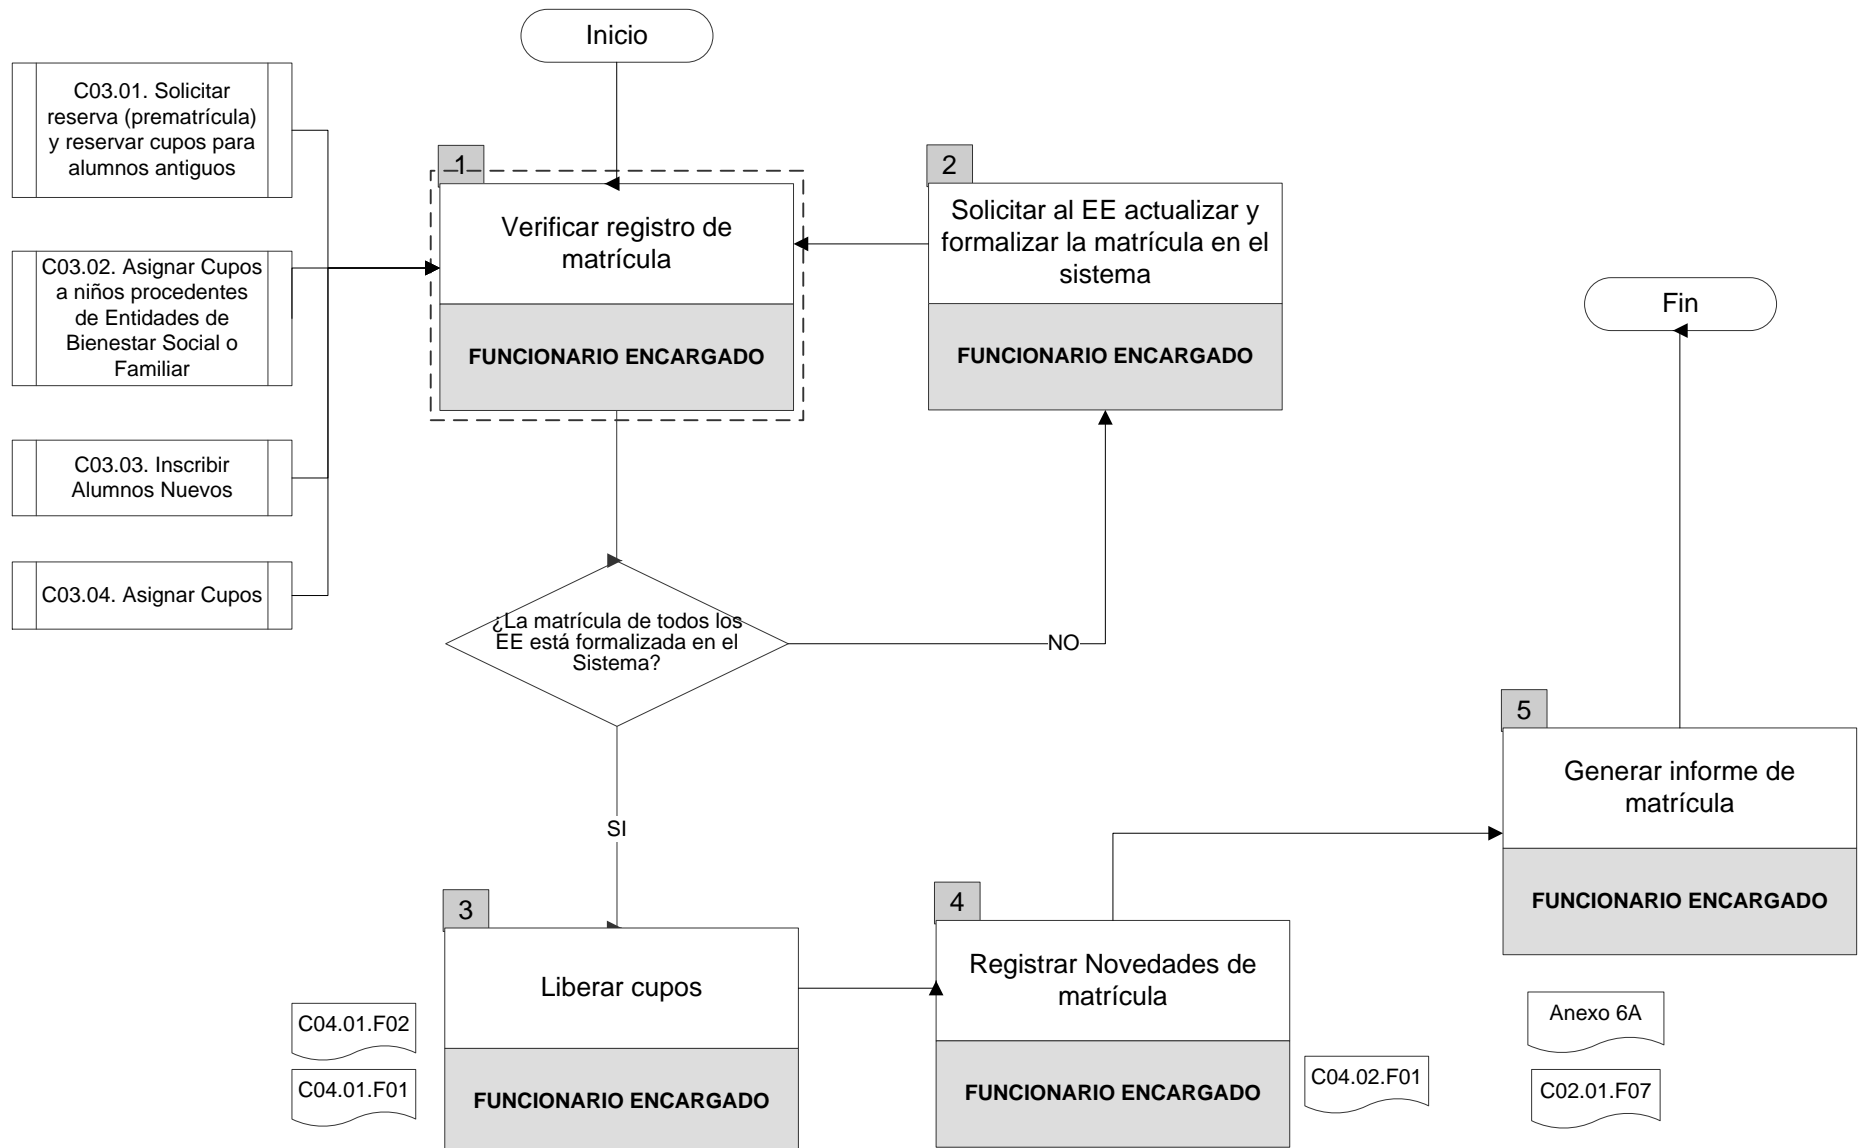 Inicio
C03.01. Solicitar
reserva (prematrícula)
y reservar cupos para
alumnos antiguos
1
Verificar registro de
matrícula
FUNCIONARIO ENCARGADO
2
Solicitar al EE actualizar y
formalizar la matrícula en el
sistema
FUNCIONARIO ENCARGADO
C03.02. Asignar Cupos
a niños procedentes
de Entidades de
Bienestar Social o
Familiar
Fin
C03.03. Inscribir
Alumnos Nuevos
C03.04. Asignar Cupos
¿La matrícula de todos los
EE está formalizada en el
Sistema?
NO
SI
5
Generar informe de
matrícula
FUNCIONARIO ENCARGADO
3
Liberar cupos
FUNCIONARIO ENCARGADO
4
Registrar Novedades de
matrícula
FUNCIONARIO ENCARGADO
C04.01.F02
C04.01.F01
C04.02.F01
Anexo 6A
C02.01.F07